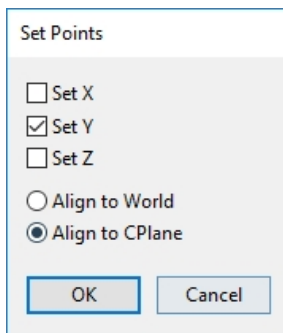 Set Points
Set X
Set Y
Set Z
Align to World
Align to CPlane
OK
Cancel